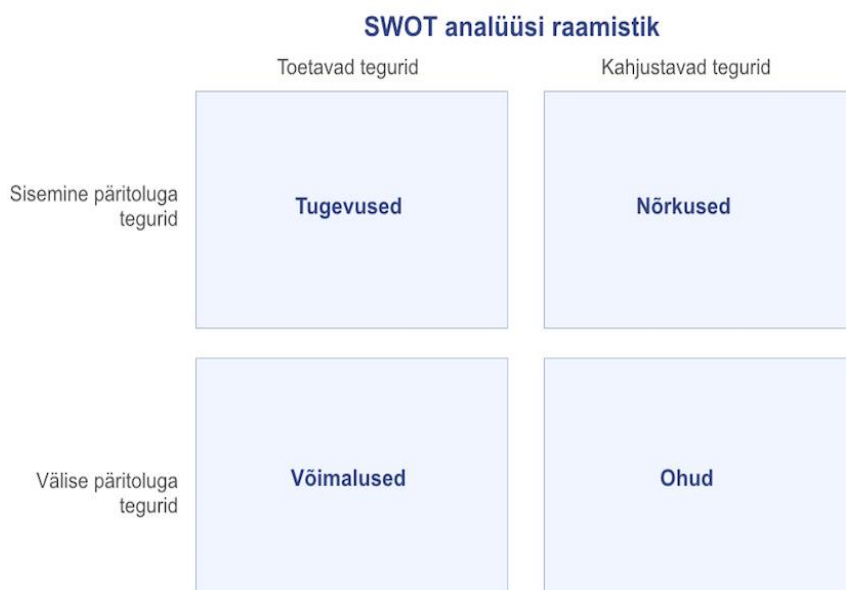 SWOT analüüsi raamistik
Toetavad tegurid
Kahjustavad tegurid
Sisemine päritoluga
tegurid
Tugevused
Nõrkused
Välise päritoluga
tegurid
Võimalused
Ohud